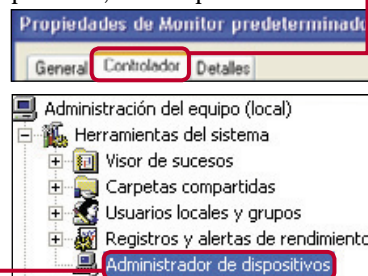 Propiedades de Monitor predeterminado
General Controlador Detalles
Administración del equipo (local)
Herramientas del sistema
Visor de sucesos
Carpetas compartidas
Usuarios locales y grupos
Registros y alertas de rendimiento
Administrador de dispositivos